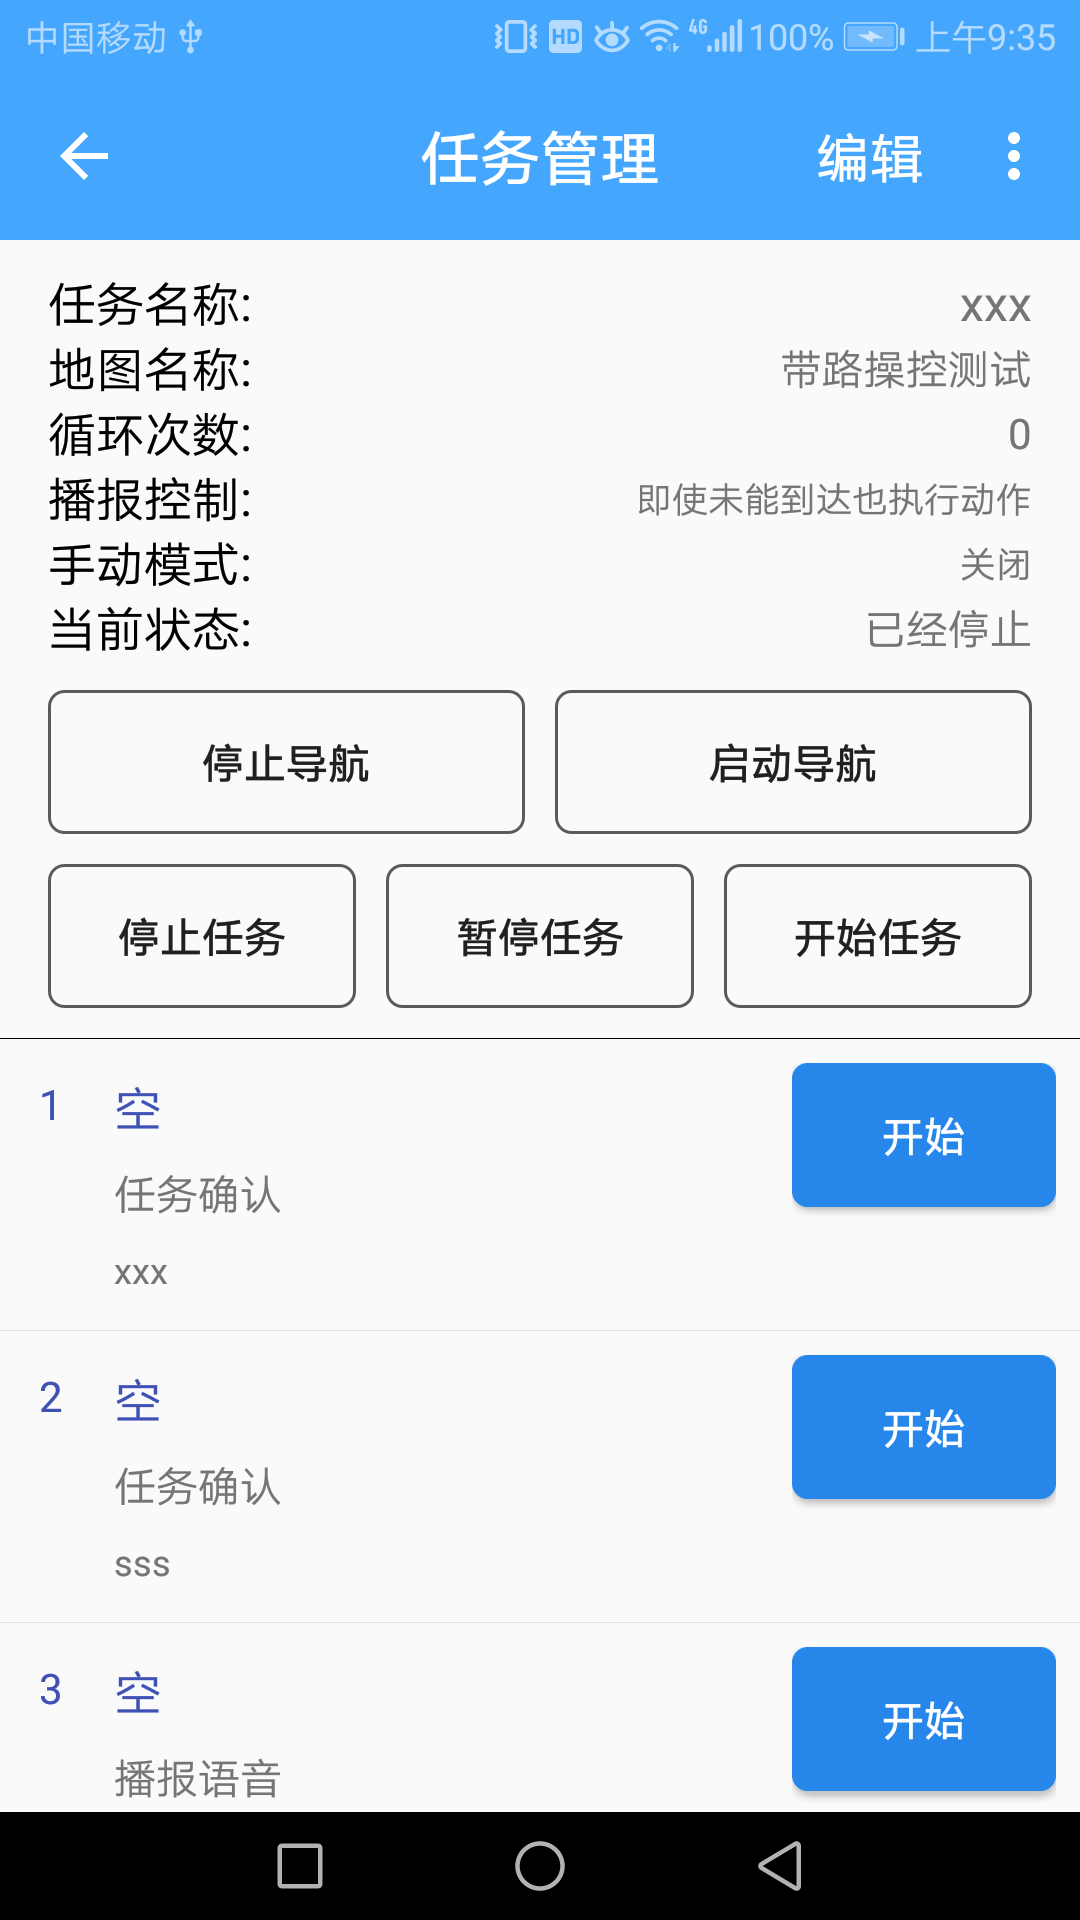 中国移动 HD 4G 100% 上午9:35
任务管理 编辑
任务名称: xxx
地图名称: 带路操控测试
循环次数: 0
播报控制: 即使未能到达也执行动作
手动模式: 关闭
当前状态: 已经停止
停止导航 启动导航
停止任务 暂停任务 开始任务
1 空 开始
任务确认
xxx
2 空 开始
任务确认
sss
3 空 开始
播报语音